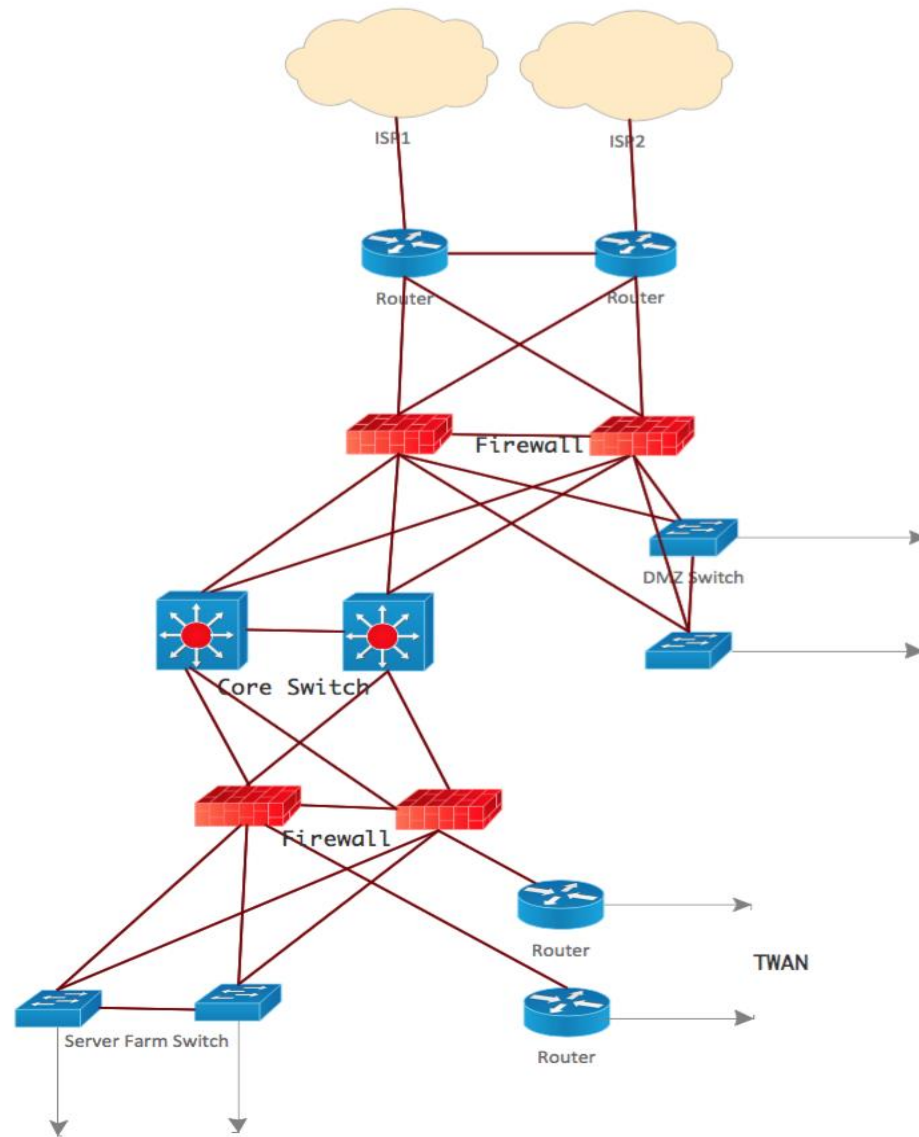 ISP1
ISP2
Router
Router
Firewall
DMZ Switch
Core Switch
Firewall
Router
TWAN
Server Farm Switch
Router